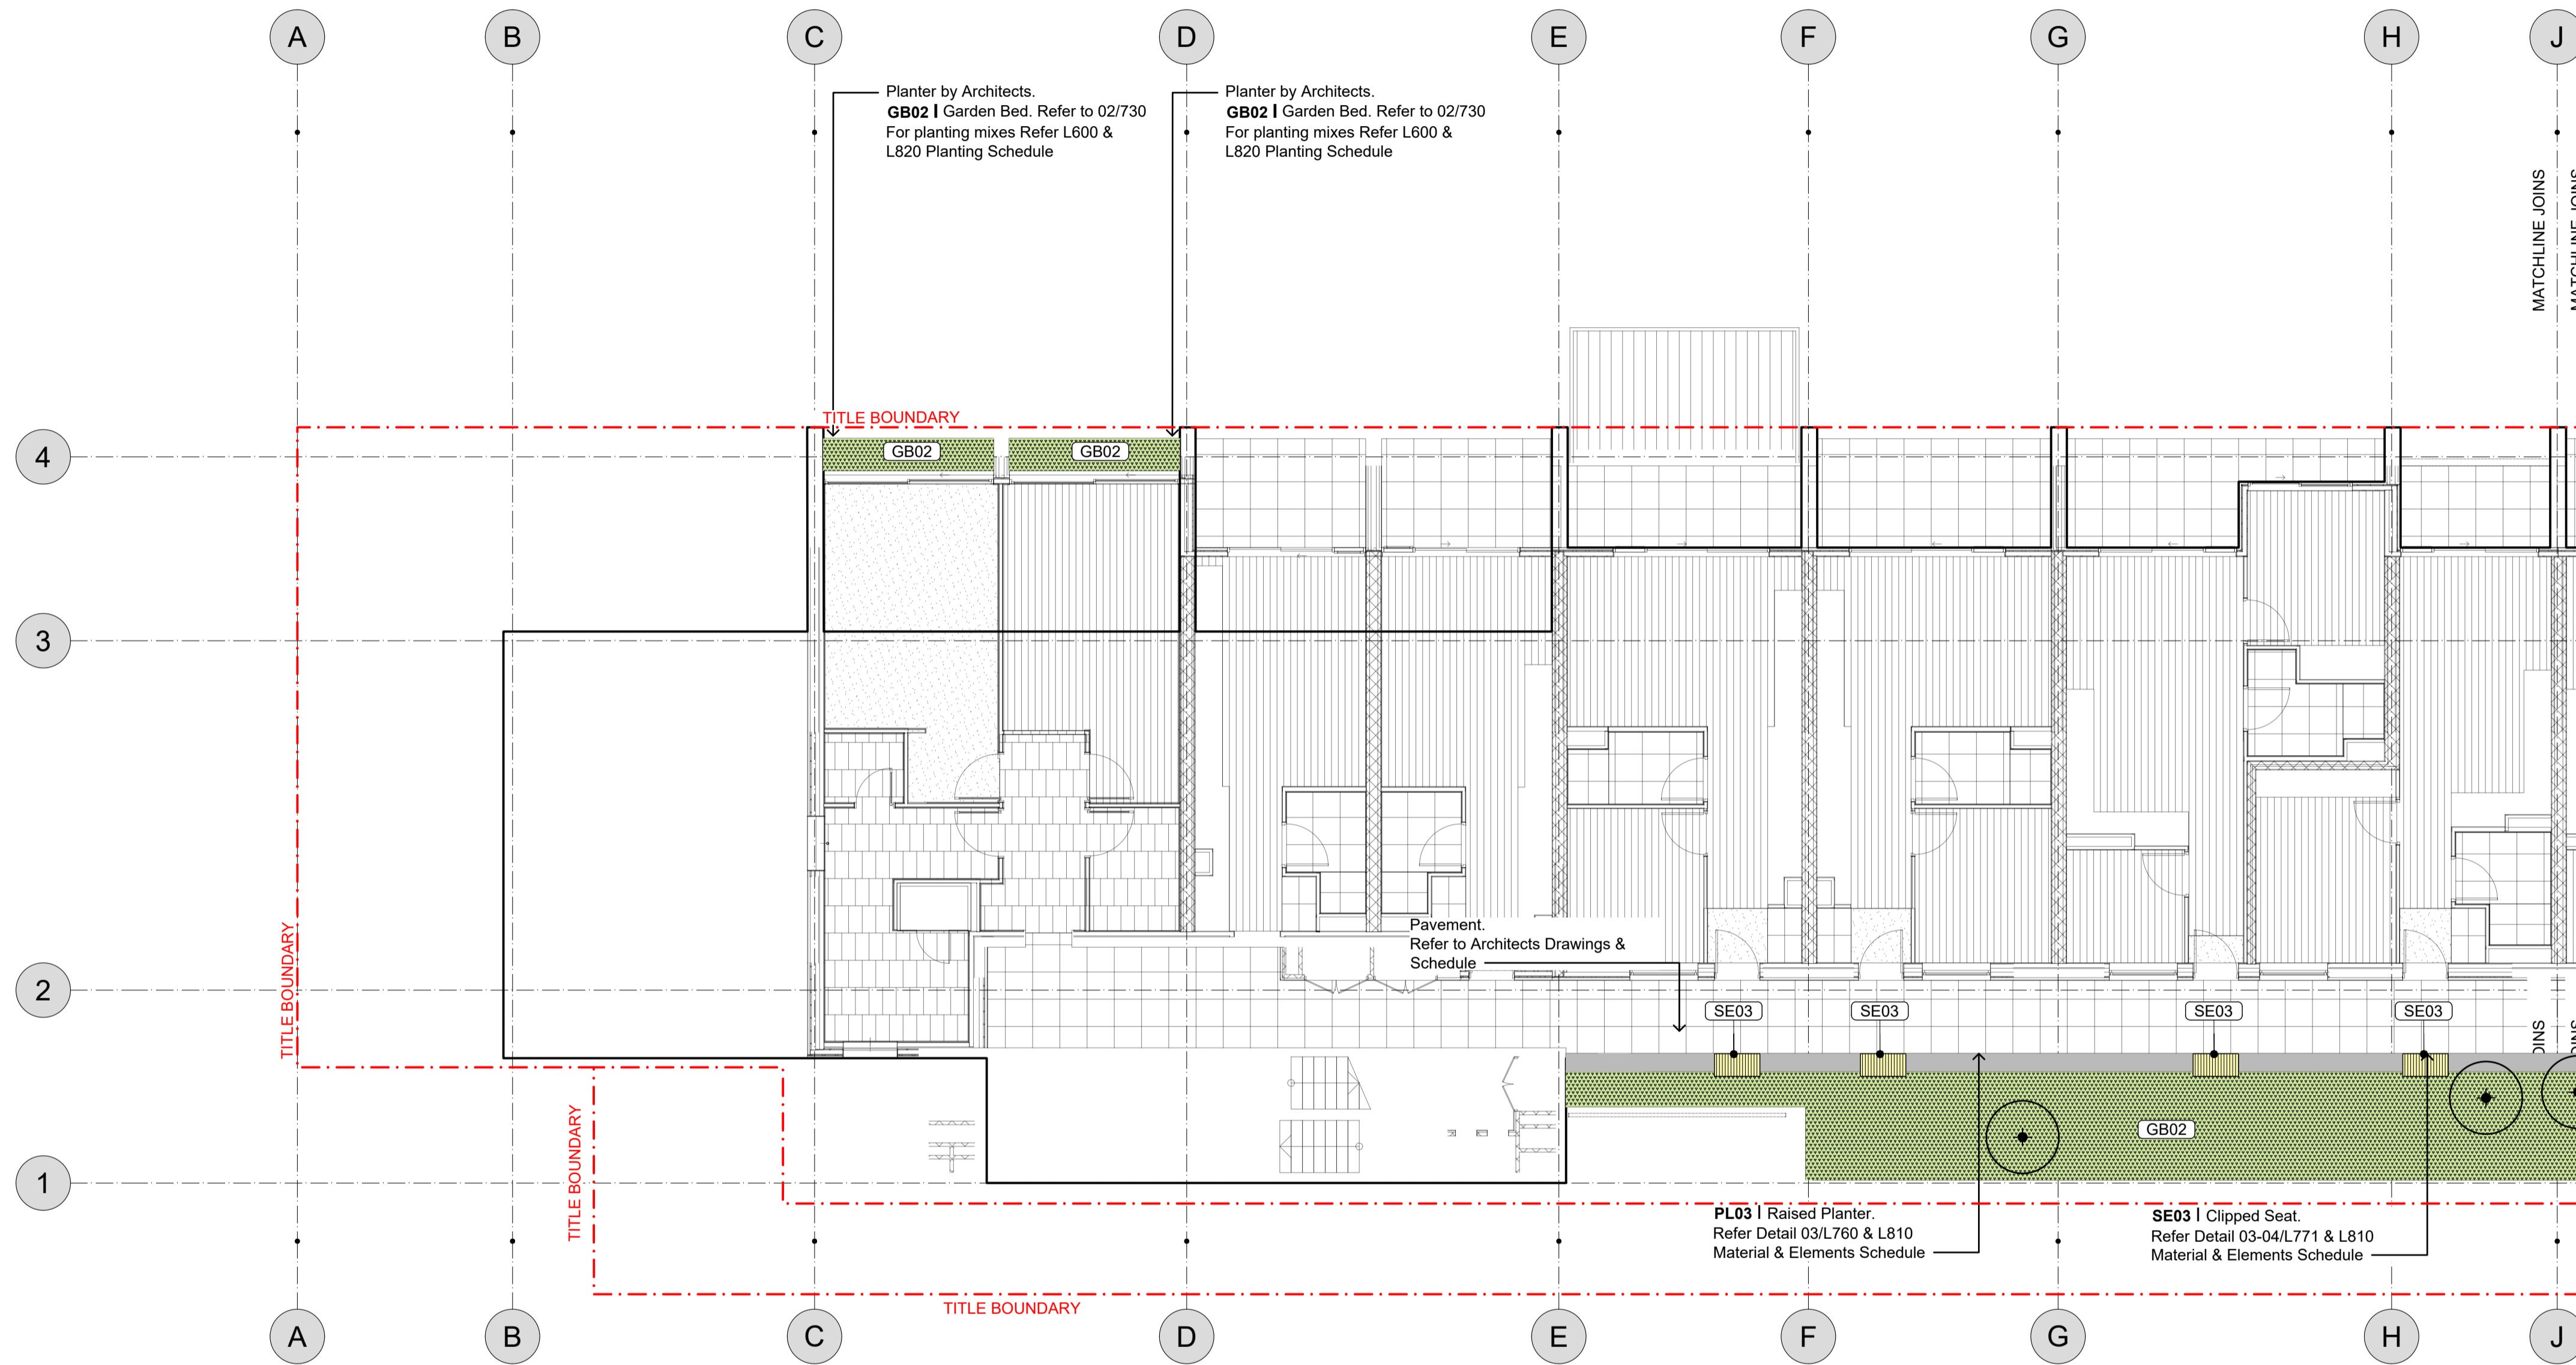 A B C D E F G H J
Planter by Architects.
GB02 | Garden Bed. Refer to 02/730
For planting mixes Refer L600 &
L820 Planting Schedule
Planter by Architects.
GB02 | Garden Bed. Refer to 02/730
For planting mixes Refer L600 &
L820 Planting Schedule
MATCHLINE JOINS
MATCHLINE JOINS
TITLE BOUNDARY
4
GB02
GB02
3
TITLE BOUNDARY
Pavement.
Refer to Architects Drawings &
Schedule
2
SE03
SE03
SE03
SE03
OINS
TITLE BOUNDARY
GB02
1
PL03 | Raised Planter.
Refer Detail 03/L760 & L810
Material & Elements Schedule
SE03 | Clipped Seat.
Refer Detail 03-04/L771 & L810
Material & Elements Schedule
TITLE BOUNDARY
A B C D E F G H J